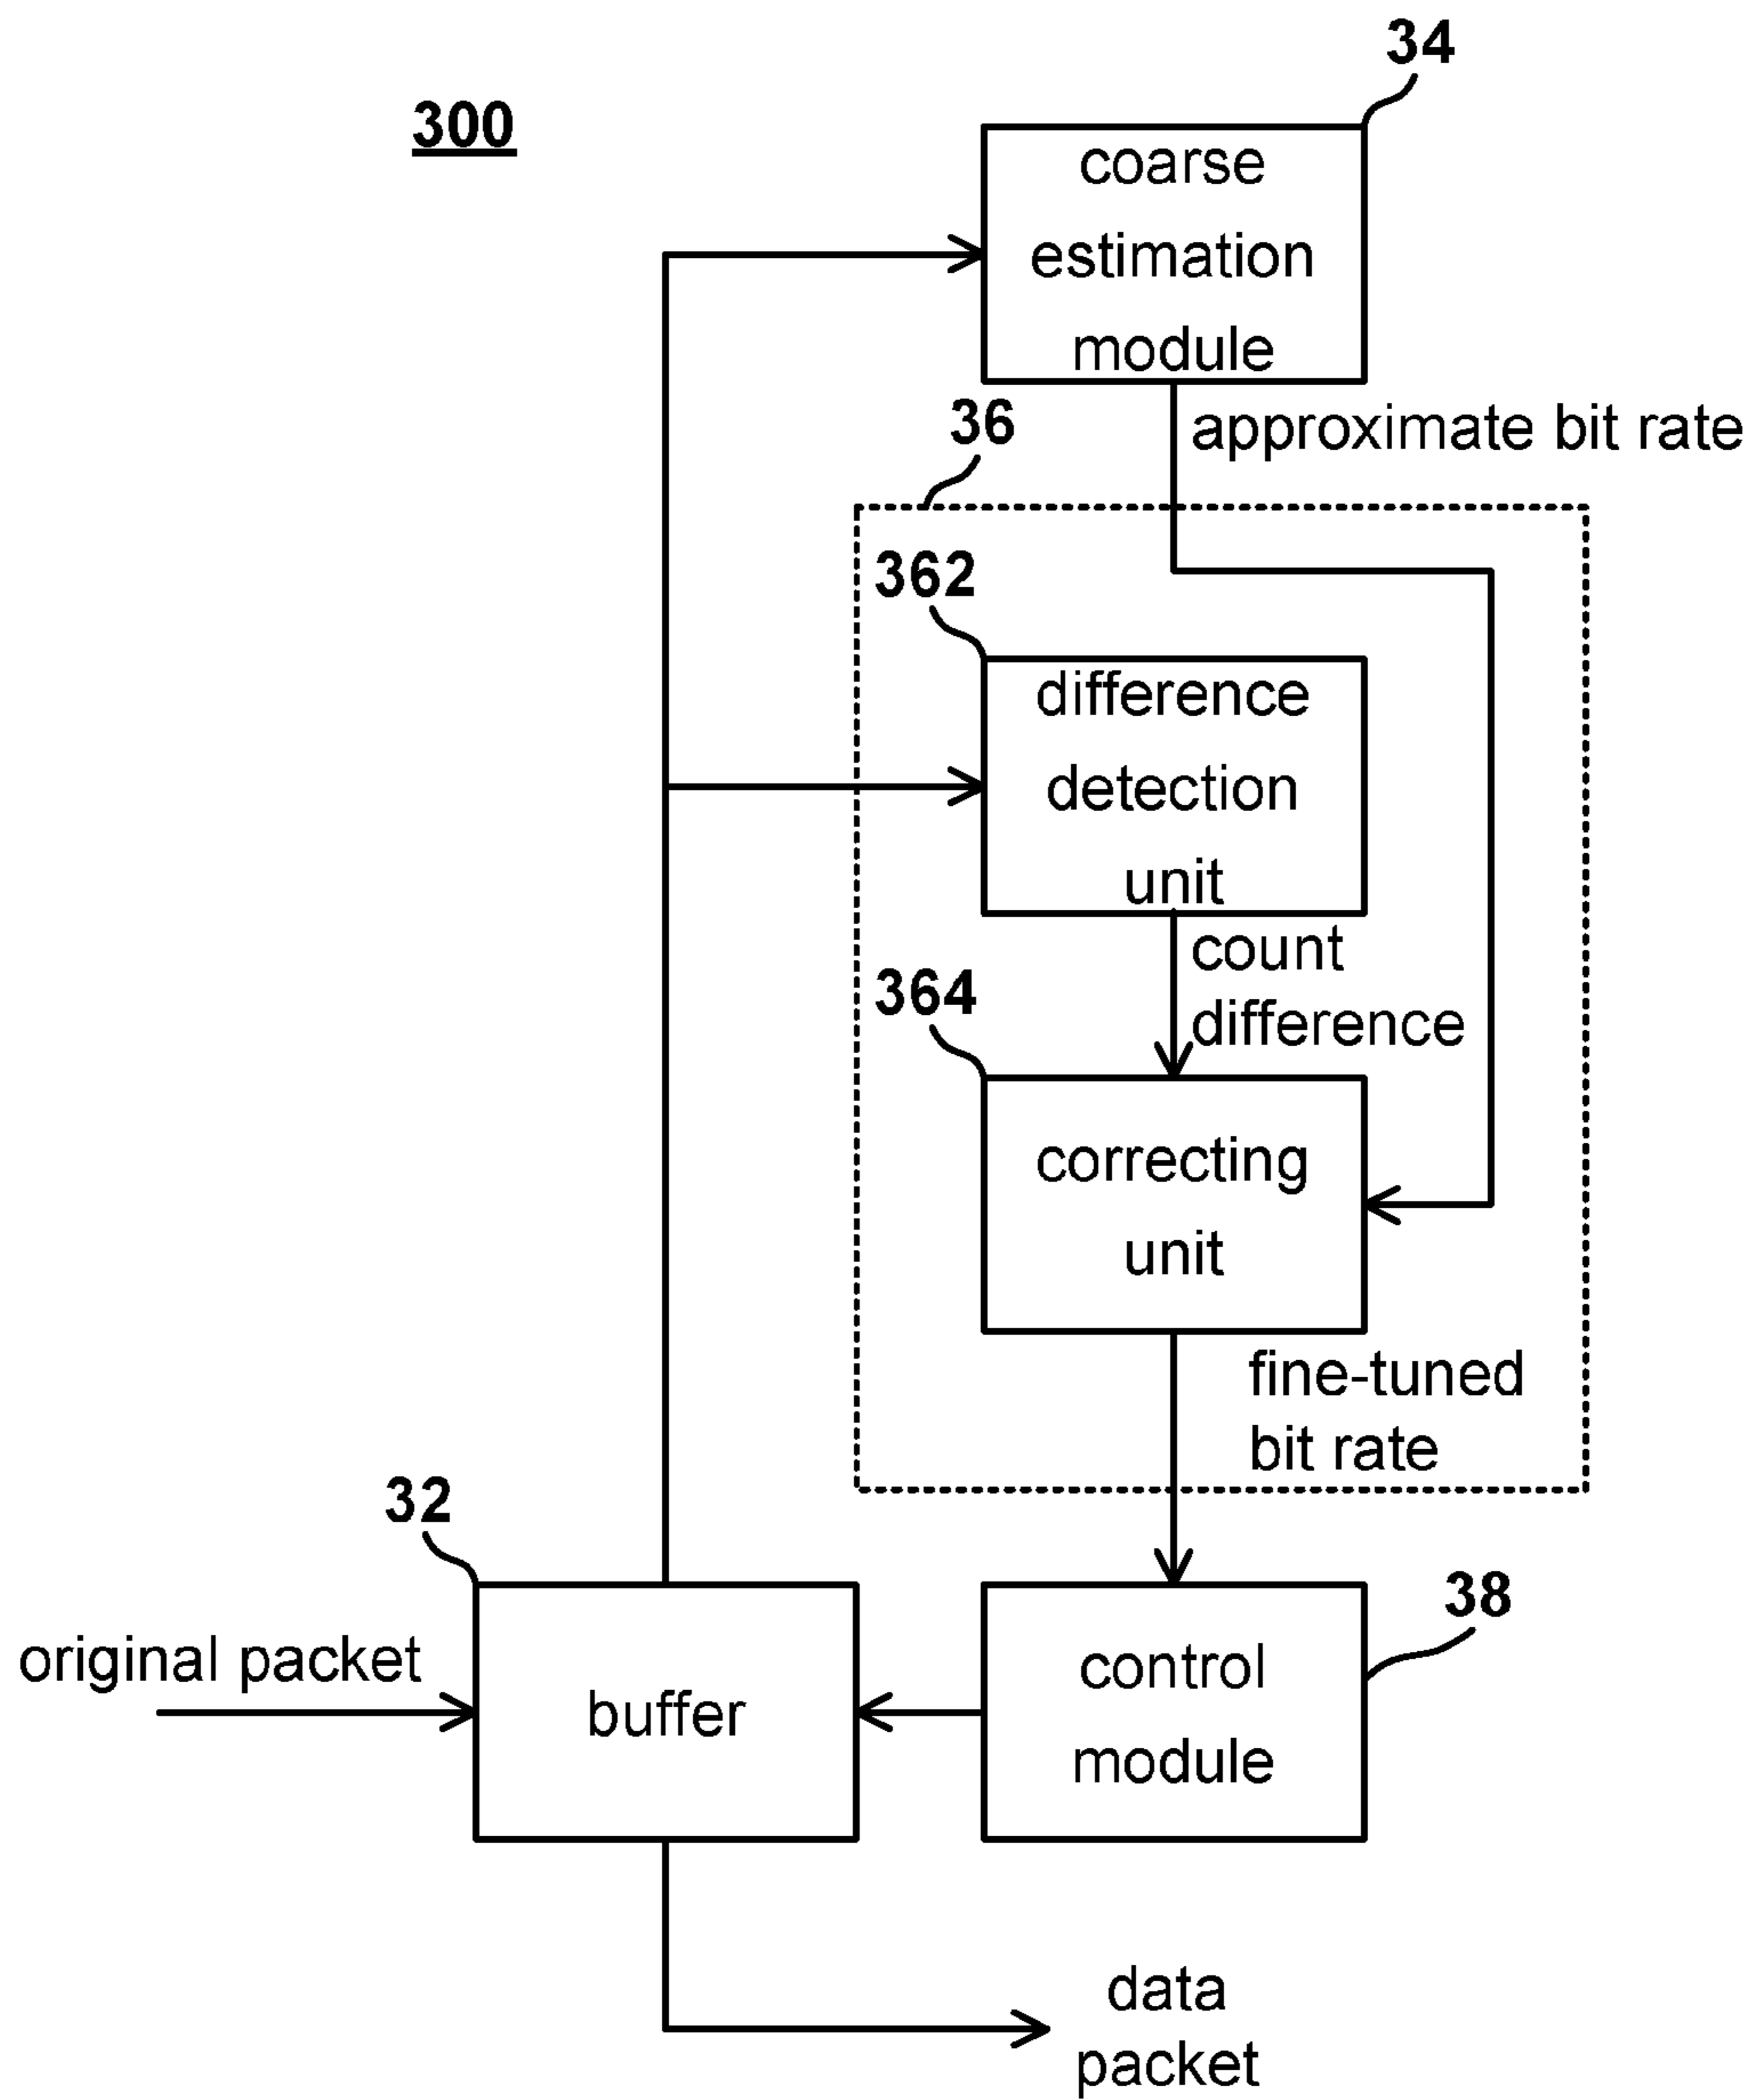 34
300
coarse
estimation
module
36
approximate bit rate
362
difference
detection
unit
count
difference
364
correcting
unit
fine-tuned
bit rate
32
38
original packet
buffer
control
module
data
packet